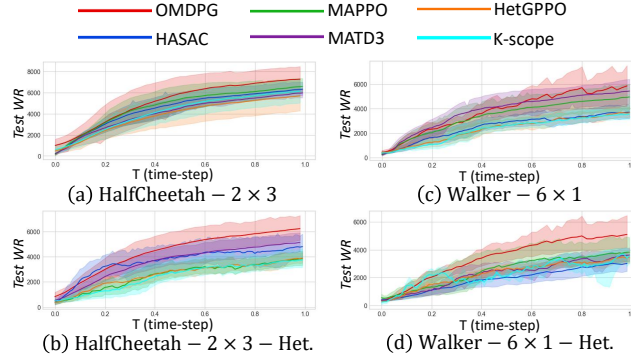 OMDPG MAPPO HetGPPO
HASAC MATD3 K-scope
Test WR
8000
6000
4000
2000
0
0.0 0.2 0.4 0.6 0.8 1.0
T (time-step)
(a) HalfCheetah − 2 × 3
Test WR
8000
6000
4000
2000
0
0.0 0.2 0.4 0.6 0.8 1.0
T (time-step)
(c) Walker − 6 × 1
Test WR
6000
4000
2000
0
0.0 0.2 0.4 0.6 0.8 1.0
T (time-step)
(b) HalfCheetah − 2 × 3 − Het.
Test WR
6000
4000
2000
0
0.0 0.2 0.4 0.6 0.8 1.0
T (time-step)
(d) Walker − 6 × 1 − Het.